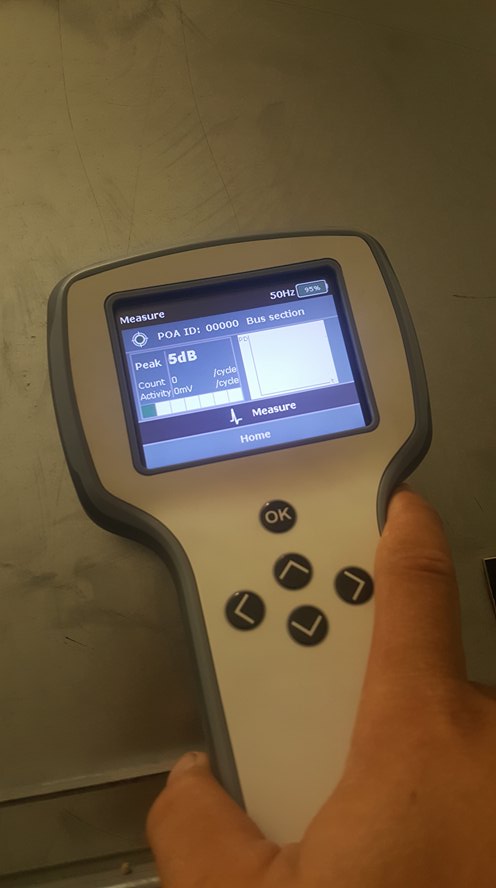 Measure 50Hz 95%
POA ID: 00000 Bus section
Peak 5dB
PD
Count 0 /cycle
Activity 0mV /cycle
Measure
Home
OK